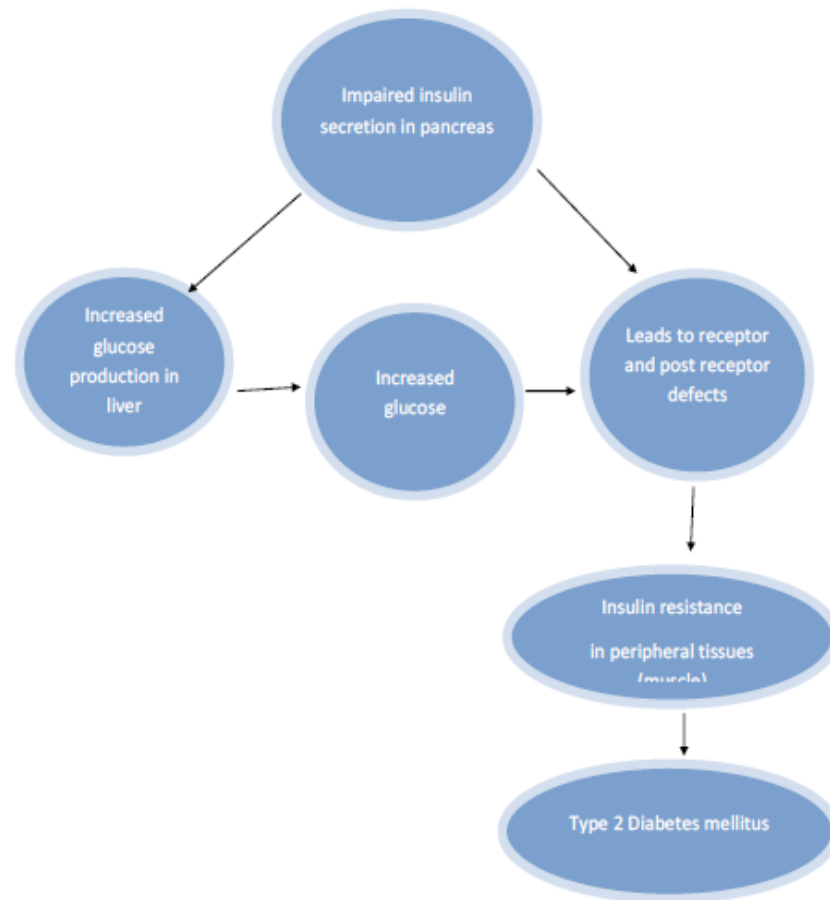 Impaired insulin
secretion in pancreas
Increased
glucose
production in
liver
Increased
glucose
Leads to receptor
and post receptor
defects
Insulin resistance
in peripheral tissues
(muscle)
Type 2 Diabetes mellitus